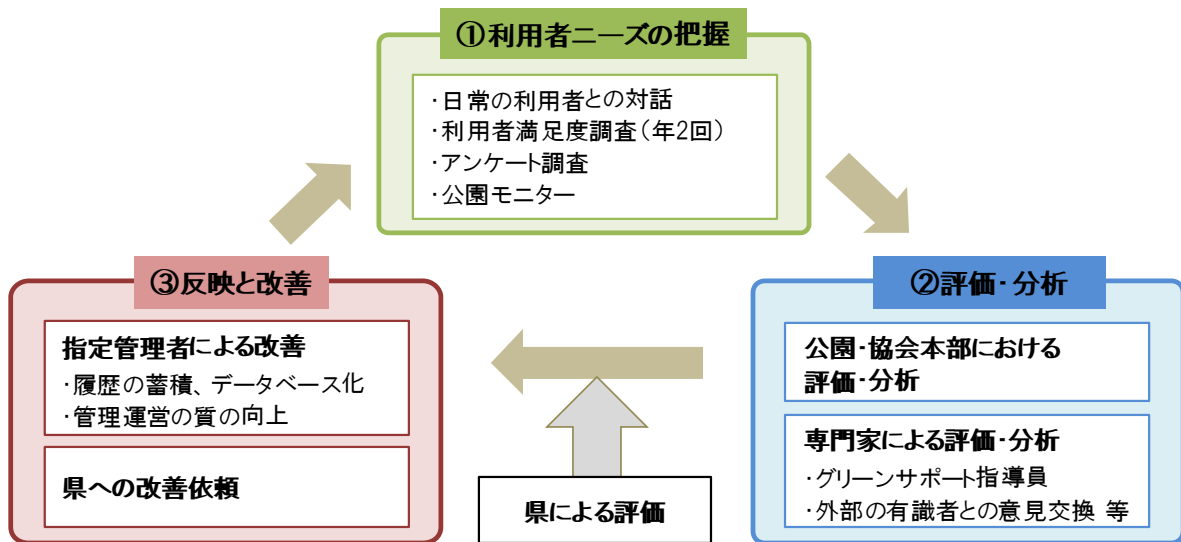 ①利用者ニーズの把握
・日常の利用者との対話
・利用者満足度調査（年2回）
・アンケート調査
・公園モニター
②評価・分析
公園・協会本部における
評価・分析
専門家による評価・分析
・グリーンサポート指導員
・外部の有識者との意見交換 等
③反映と改善
指定管理者による改善
・履歴の蓄積、データベース化
・管理運営の質の向上
県への改善依頼
県による評価